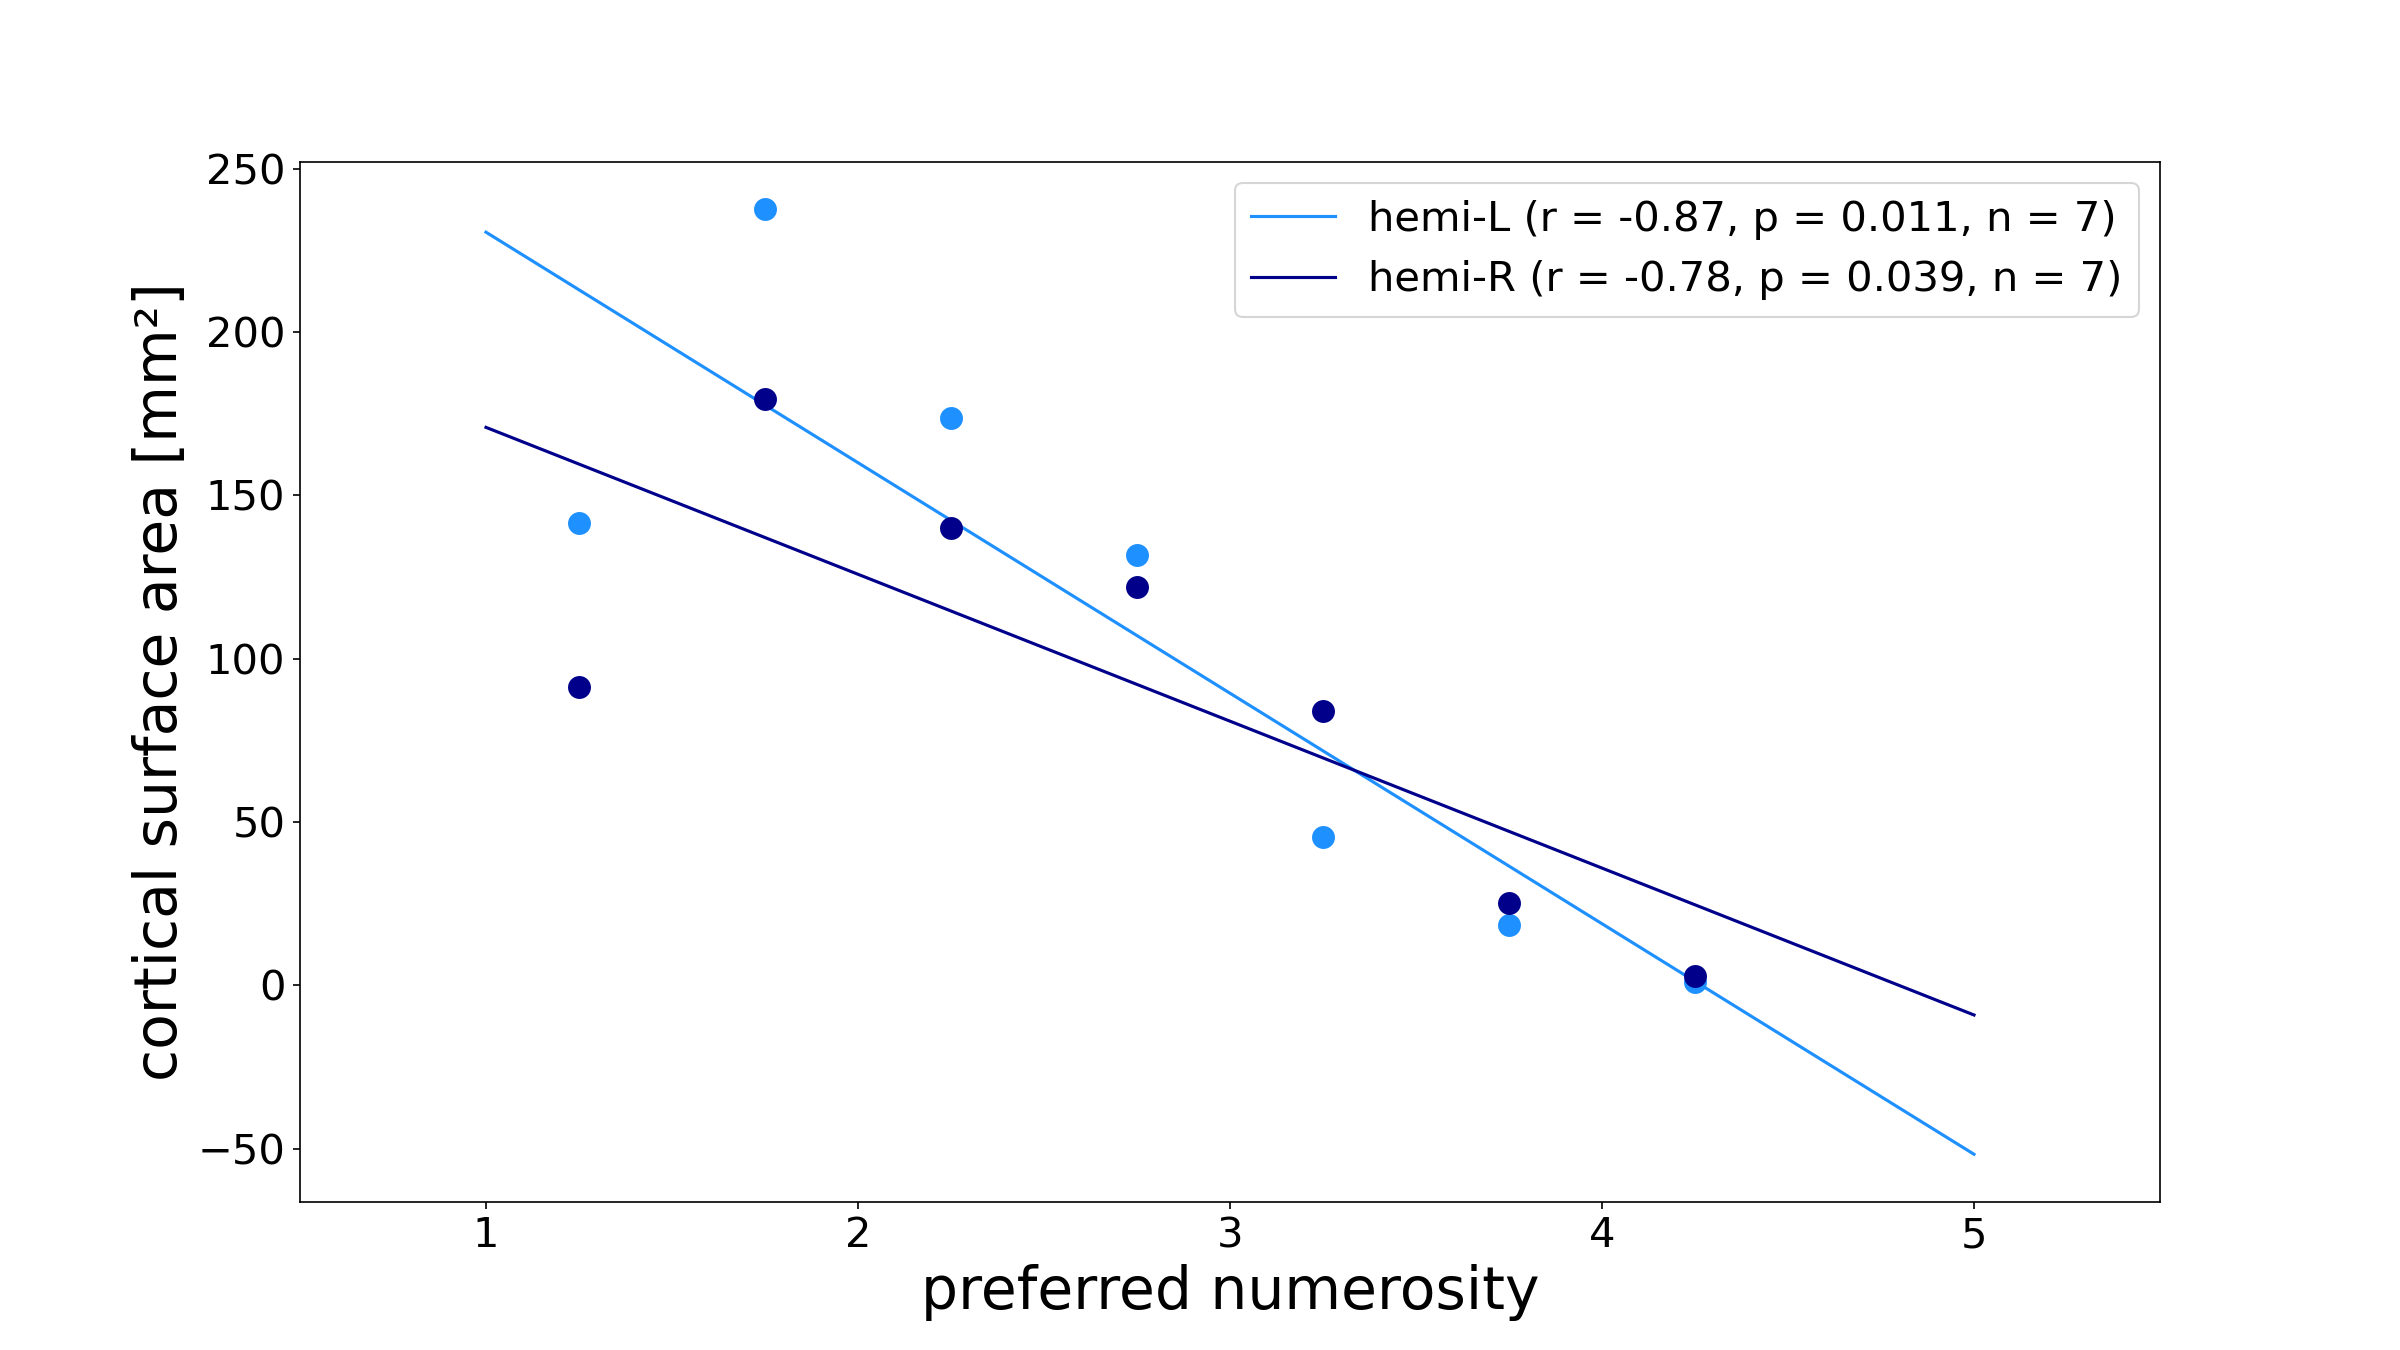 250
200
150
100
50
0
−50
cortical surface area [mm²]
hemi-L (r = -0.87, p = 0.011, n = 7)
hemi-R (r = -0.78, p = 0.039, n = 7)
1 2 3 4 5
preferred numerosity